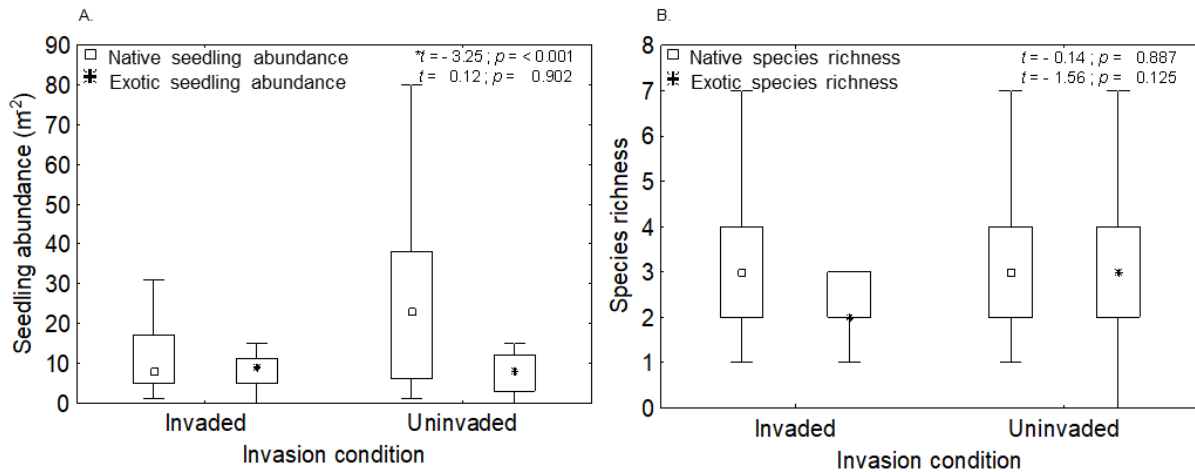 A.
90
80
70
60
50
40
30
20
10
0
Seedling abundance (m⁻²)
Native seedling abundance
Exotic seedling abundance
*t = - 3.25 ; p = < 0.001
t = 0.12 ; p = 0.902
Invaded
Uninvaded
Invasion condition
B.
8
7
6
5
4
3
2
1
0
Species richness
Native species richness
Exotic species richness
t = - 0.14 ; p = 0.887
t = - 1.56 ; p = 0.125
Invaded
Uninvaded
Invasion condition